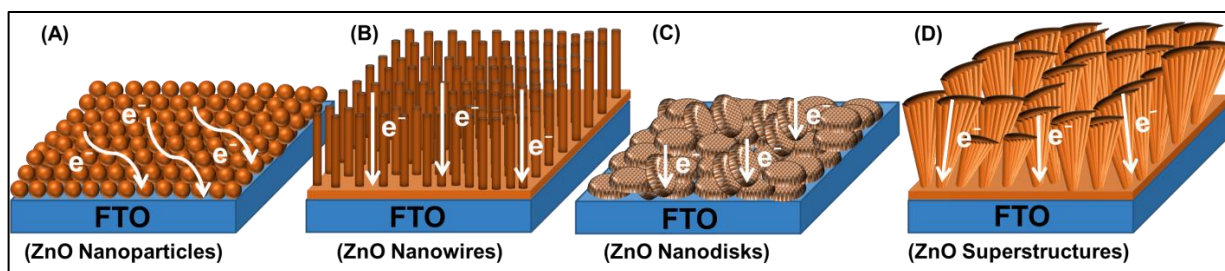 (A)
(B)
(C)
(D)
e⁻
e⁻
e⁻
e⁻
e⁻
e⁻
e⁻
e⁻
e⁻
e⁻
e⁻
e⁻
FTO
FTO
FTO
FTO
(ZnO Nanoparticles)
(ZnO Nanowires)
(ZnO Nanodisks)
(ZnO Superstructures)